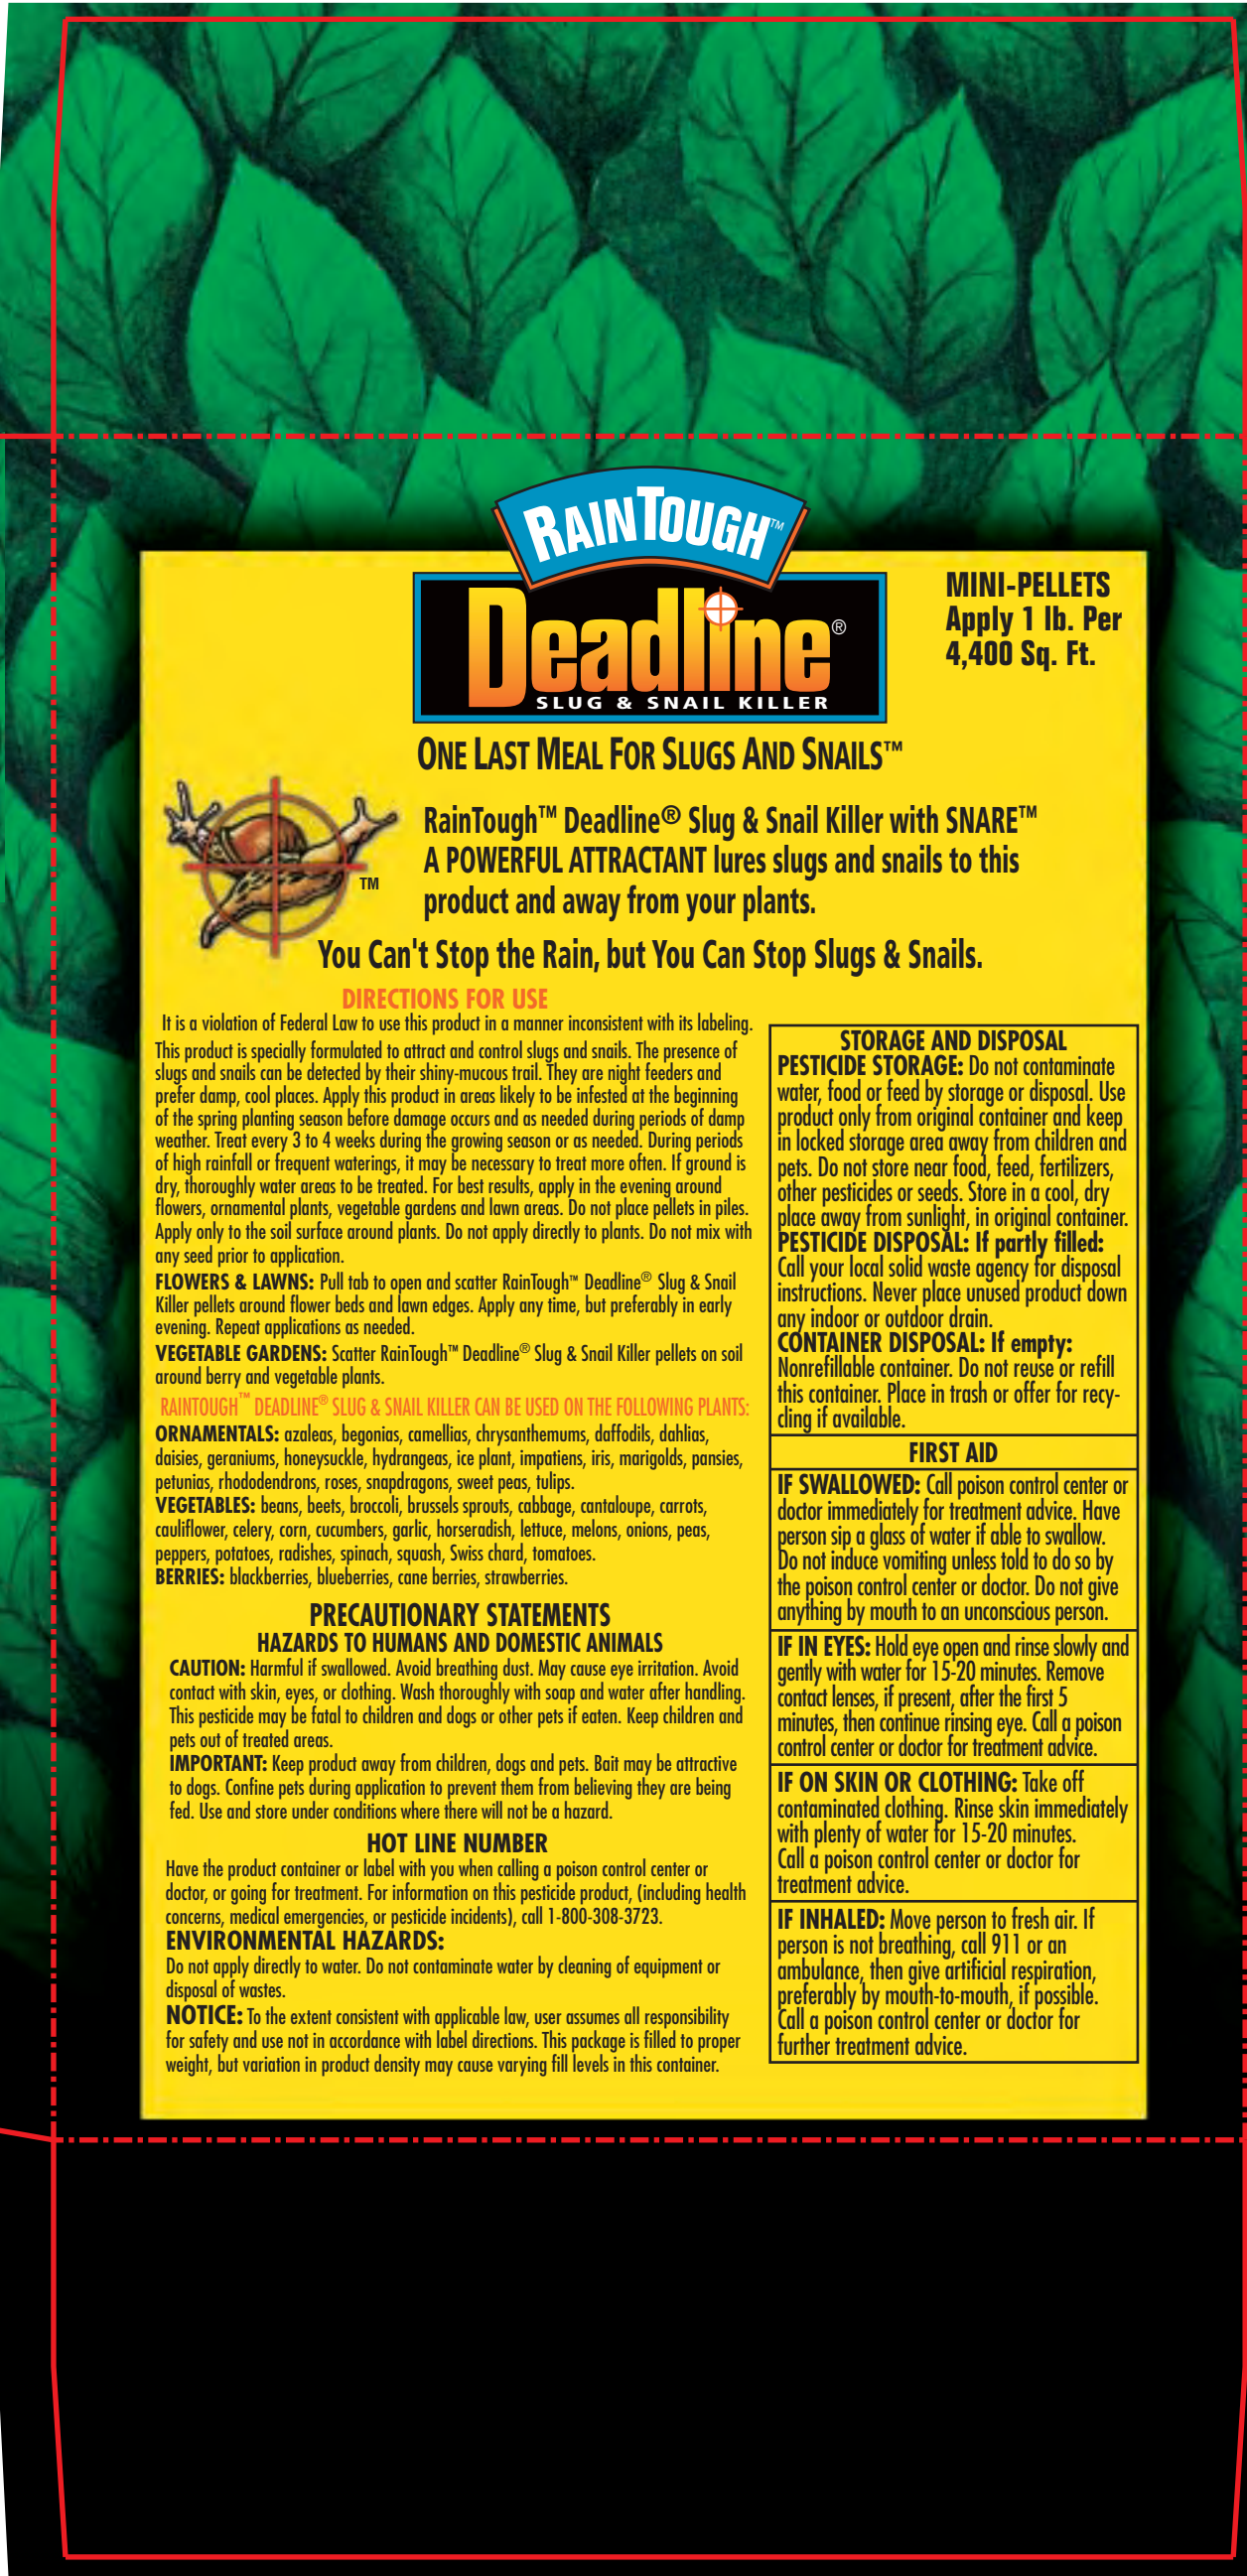 RAINTOUGH™
Deadline®
SLUG & SNAIL KILLER
MINI-PELLETS
Apply 1 lb. Per
4,400 Sq. Ft.
ONE LAST MEAL FOR SLUGS AND SNAILS™
TM
RainTough™ Deadline® Slug & Snail Killer with SNARE™
A POWERFUL ATTRACTANT lures slugs and snails to this
product and away from your plants.
You Can't Stop the Rain, but You Can Stop Slugs & Snails.
DIRECTIONS FOR USE
It is a violation of Federal Law to use this product in a manner inconsistent with its labeling.
This product is specially formulated to attract and control slugs and snails. The presence of
slugs and snails can be detected by their shiny-mucous trail. They are night feeders and
prefer damp, cool places. Apply this product in areas likely to be infested at the beginning
of the spring planting season before damage occurs and as needed during periods of damp
weather. Treat every 3 to 4 weeks during the growing season or as needed. During periods
of high rainfall or frequent waterings, it may be necessary to treat more often. If ground is
dry, thoroughly water areas to be treated. For best results, apply in the evening around
flowers, ornamental plants, vegetable gardens and lawn areas. Do not place pellets in piles.
Apply only to the soil surface around plants. Do not apply directly to plants. Do not mix with
any seed prior to application.
FLOWERS & LAWNS: Pull tab to open and scatter RainTough™ Deadline® Slug & Snail
Killer pellets around flower beds and lawn edges. Apply any time, but preferably in early
evening. Repeat applications as needed.
VEGETABLE GARDENS: Scatter RainTough™ Deadline® Slug & Snail Killer pellets on soil
around berry and vegetable plants.
RAINTOUGH™ DEADLINE® SLUG & SNAIL KILLER CAN BE USED ON THE FOLLOWING PLANTS:
ORNAMENTALS: azaleas, begonias, camellias, chrysanthemums, daffodils, dahlias,
daisies, geraniums, honeysuckle, hydrangeas, ice plant, impatiens, iris, marigolds, pansies,
petunias, rhododendrons, roses, snapdragons, sweet peas, tulips.
VEGETABLES: beans, beets, broccoli, brussels sprouts, cabbage, cantaloupe, carrots,
cauliflower, celery, corn, cucumbers, garlic, horseradish, lettuce, melons, onions, peas,
peppers, potatoes, radishes, spinach, squash, Swiss chard, tomatoes.
BERRIES: blackberries, blueberries, cane berries, strawberries.
PRECAUTIONARY STATEMENTS
HAZARDS TO HUMANS AND DOMESTIC ANIMALS
CAUTION: Harmful if swallowed. Avoid breathing dust. May cause eye irritation. Avoid
contact with skin, eyes, or clothing. Wash thoroughly with soap and water after handling.
This pesticide may be fatal to children and dogs or other pets if eaten. Keep children and
pets out of treated areas.
IMPORTANT: Keep product away from children, dogs and pets. Bait may be attractive
to dogs. Confine pets during application to prevent them from believing they are being
fed. Use and store under conditions where there will not be a hazard.
HOT LINE NUMBER
Have the product container or label with you when calling a poison control center or
doctor, or going for treatment. For information on this pesticide product, (including health
concerns, medical emergencies, or pesticide incidents), call 1-800-308-3723.
ENVIRONMENTAL HAZARDS:
Do not apply directly to water. Do not contaminate water by cleaning of equipment or
disposal of wastes.
NOTICE: To the extent consistent with applicable law, user assumes all responsibility
for safety and use not in accordance with label directions. This package is filled to proper
weight, but variation in product density may cause varying fill levels in this container.
STORAGE AND DISPOSAL
PESTICIDE STORAGE: Do not contaminate
water, food or feed by storage or disposal. Use
product only from original container and keep
in locked storage area away from children and
pets. Do not store near food, feed, fertilizers,
other pesticides or seeds. Store in a cool, dry
place away from sunlight, in original container.
PESTICIDE DISPOSAL: If partly filled:
Call your local solid waste agency for disposal
instructions. Never place unused product down
any indoor or outdoor drain.
CONTAINER DISPOSAL: If empty:
Nonrefillable container. Do not reuse or refill
this container. Place in trash or offer for recy-
cling if available.
FIRST AID
IF SWALLOWED: Call poison control center or
doctor immediately for treatment advice. Have
person sip a glass of water if able to swallow.
Do not induce vomiting unless told to do so by
the poison control center or doctor. Do not give
anything by mouth to an unconscious person.
IF IN EYES: Hold eye open and rinse slowly and
gently with water for 15-20 minutes. Remove
contact lenses, if present, after the first 5
minutes, then continue rinsing eye. Call a poison
control center or doctor for treatment advice.
IF ON SKIN OR CLOTHING: Take off
contaminated clothing. Rinse skin immediately
with plenty of water for 15-20 minutes.
Call a poison control center or doctor for
treatment advice.
IF INHALED: Move person to fresh air. If
person is not breathing, call 911 or an
ambulance, then give artificial respiration,
preferably by mouth-to-mouth, if possible.
Call a poison control center or doctor for
further treatment advice.